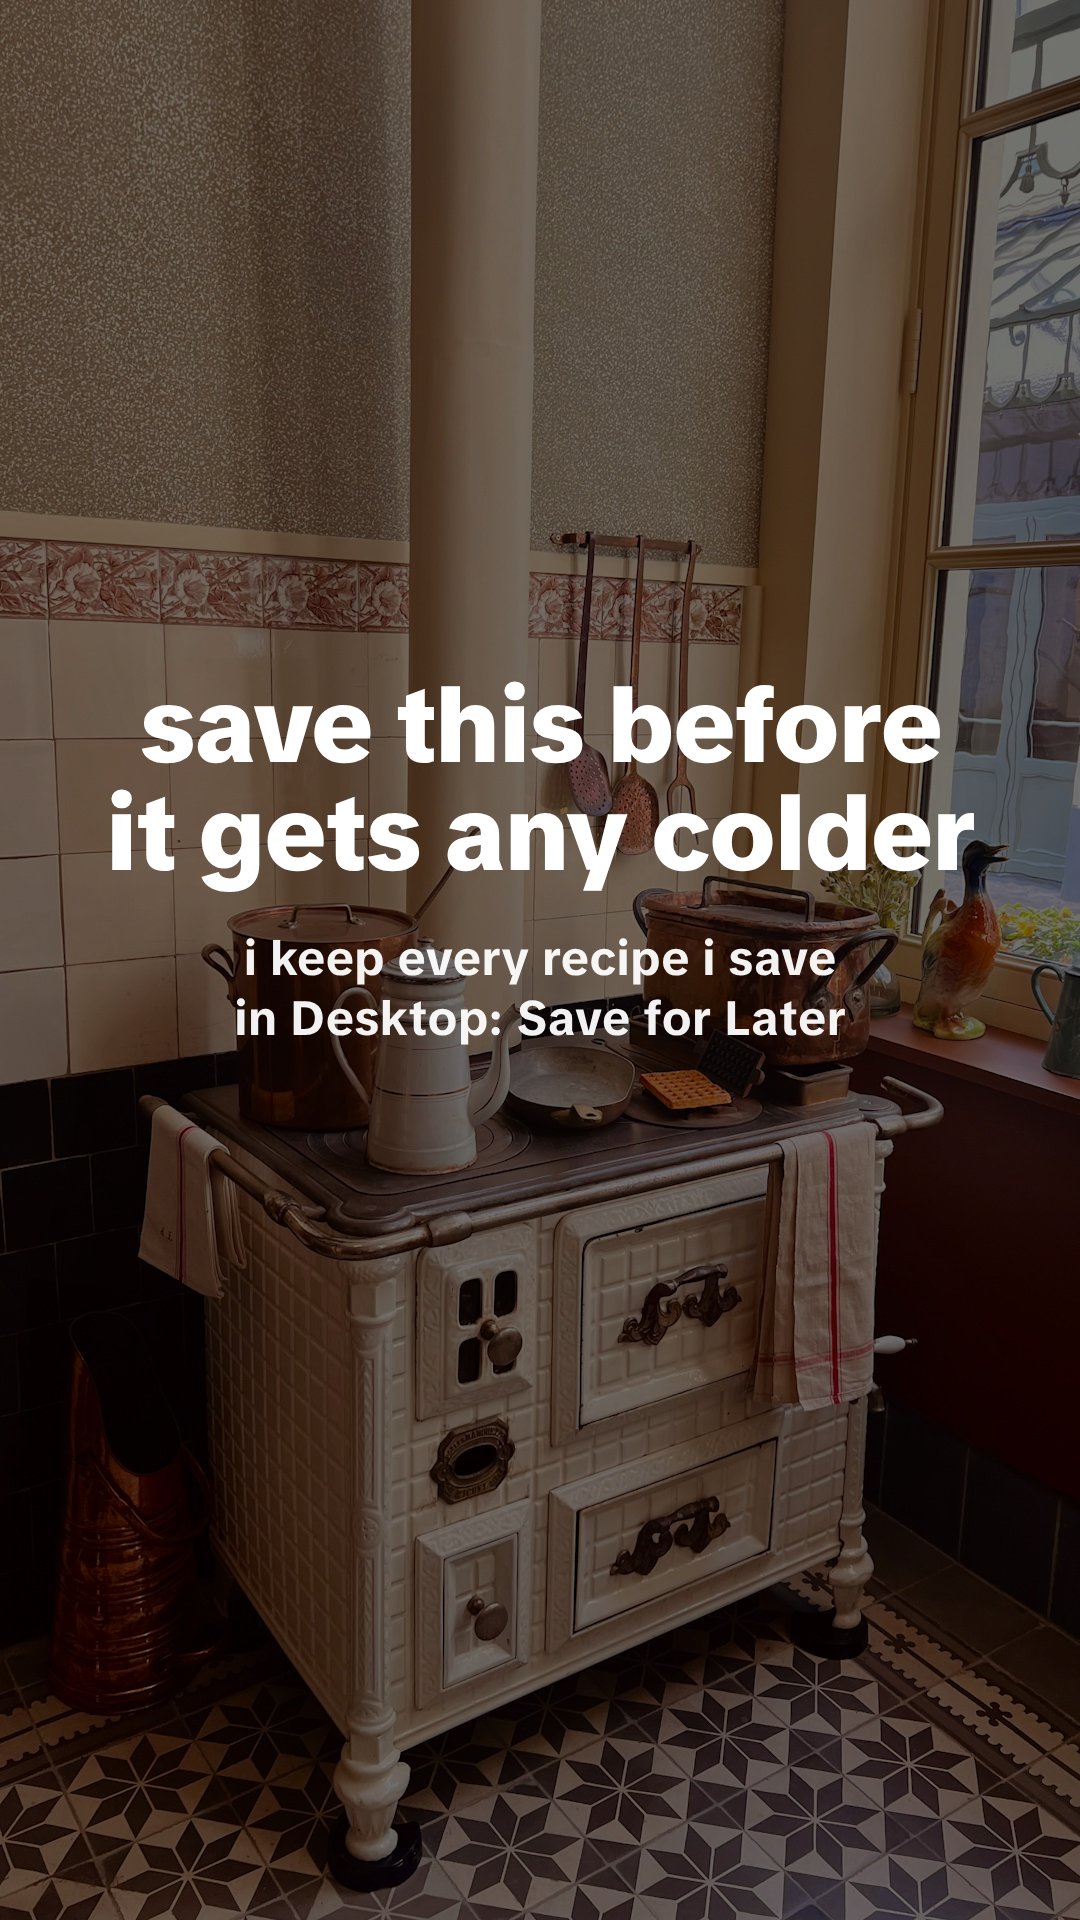 save this before
it gets any colder
i keep every recipe i save
in Desktop: Save for Later